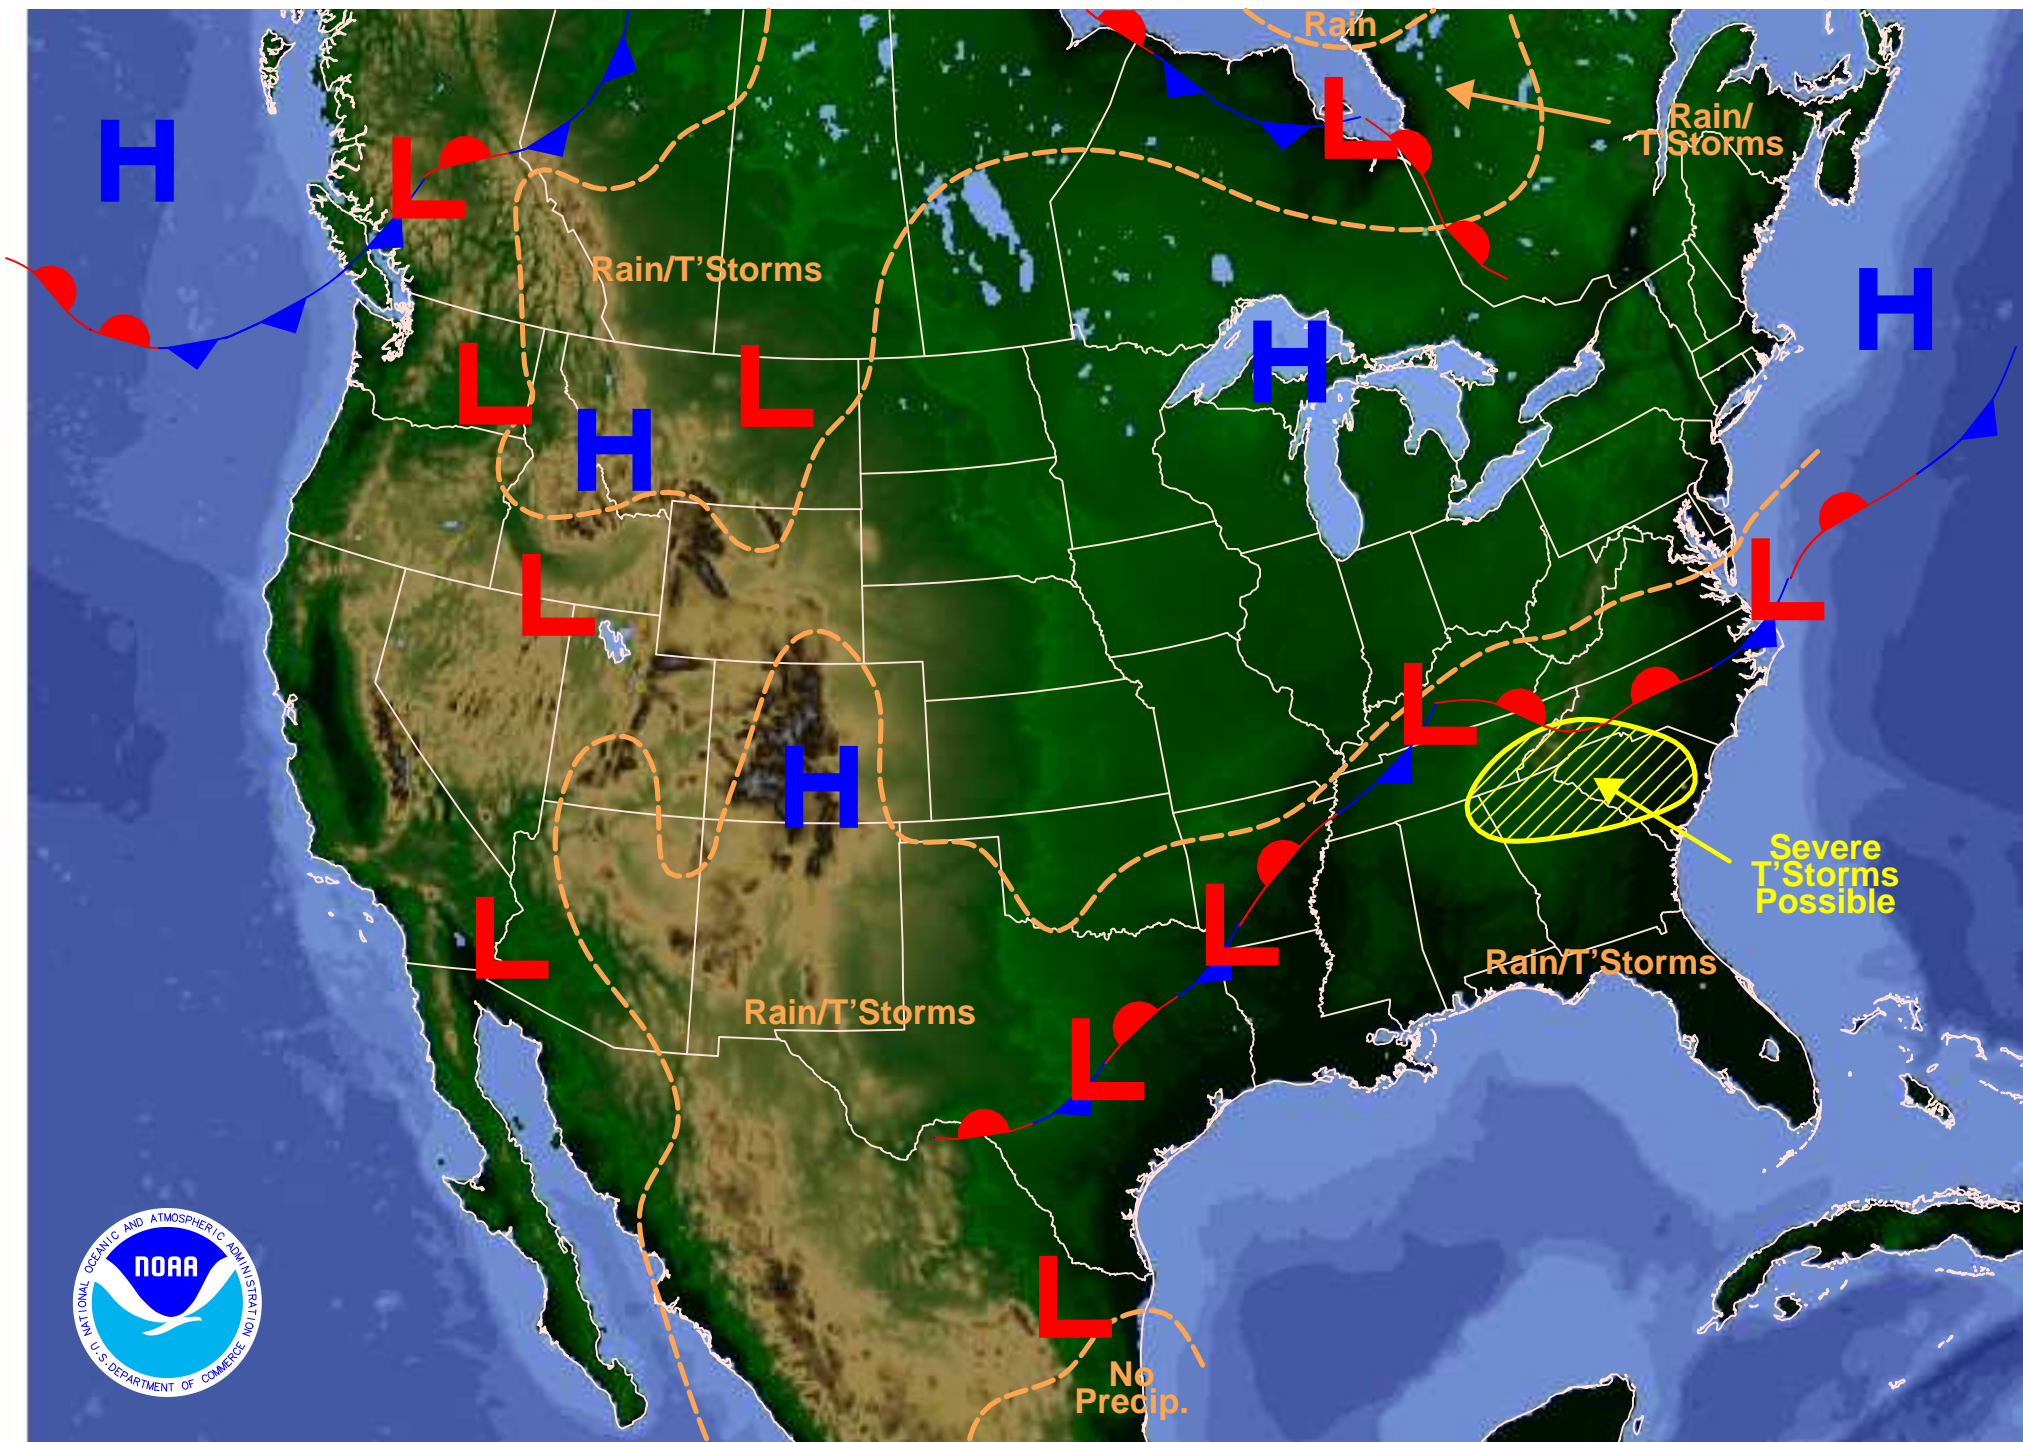 Rain
Rain/
T'Storms
H
L
L
Rain/T'Storms
H
H
L
L
H
L
L
L
H
Severe
T'Storms
Possible
L
L
Rain/T'Storms
Rain/T'Storms
L
L
No
Precip.
NATIONAL OCEANIC AND ATMOSPHERIC ADMINISTRATION
NOAA
U.S. DEPARTMENT OF COMMERCE